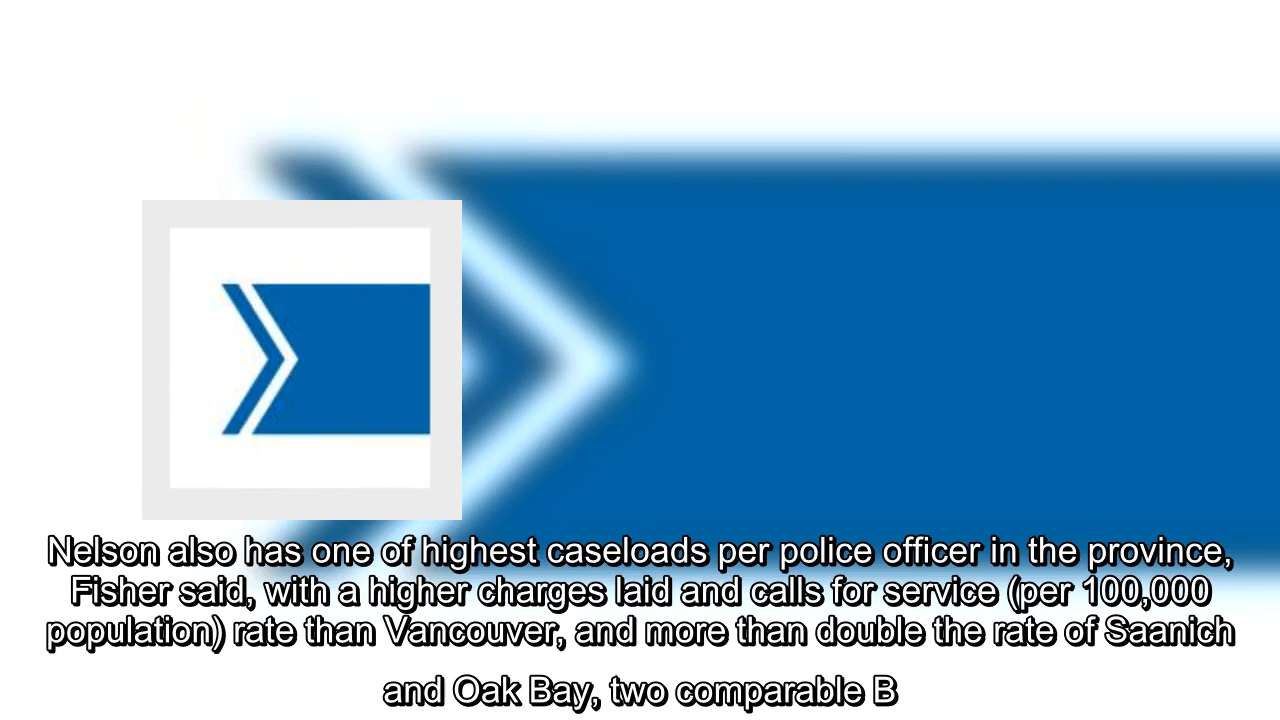 Nelson also has one of highest caseloads per police officer in the province,
Fisher said, with a higher charges laid and calls for service (per 100,000
population) rate than Vancouver, and more than double the rate of Saanich
and Oak Bay, two comparable B